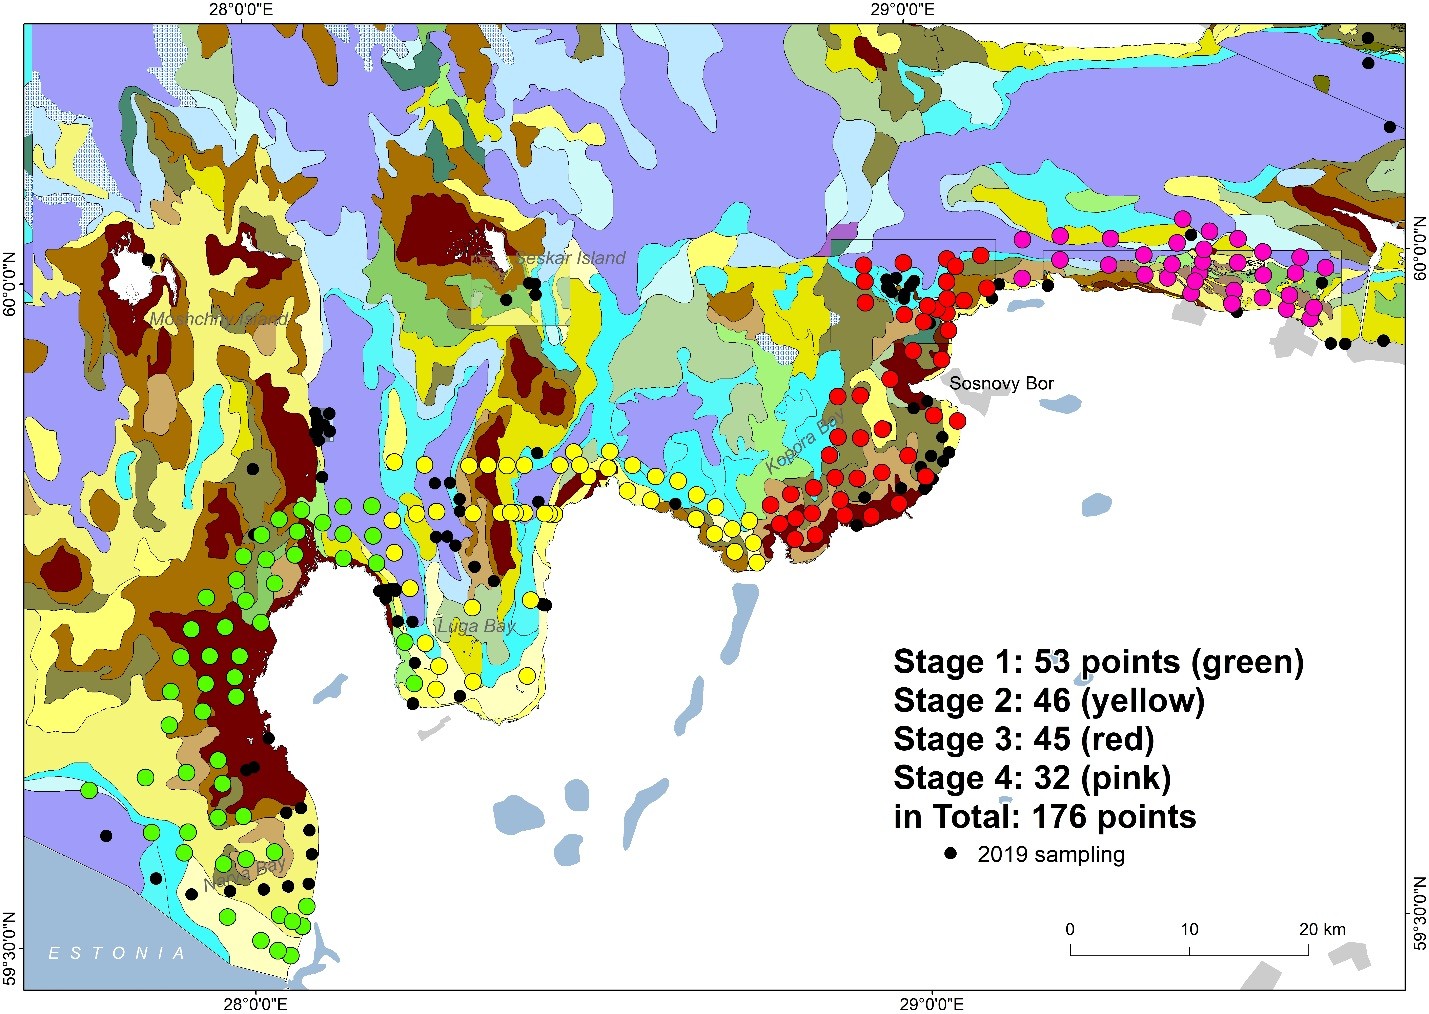 28°0'0"E
29°0'0"E
60°0'0"N
60°0'0"N
Seskar Island
Moshchny Island
Sosnovy Bor
Kopora Bay
Luga Bay
Stage 1: 53 points (green)
Stage 2: 46 (yellow)
Stage 3: 45 (red)
Stage 4: 32 (pink)
in Total: 176 points
2019 sampling
Narva Bay
0 10 20 km
ESTONIA
59°30'0"N
59°30'0"N
28°0'0"E
29°0'0"E